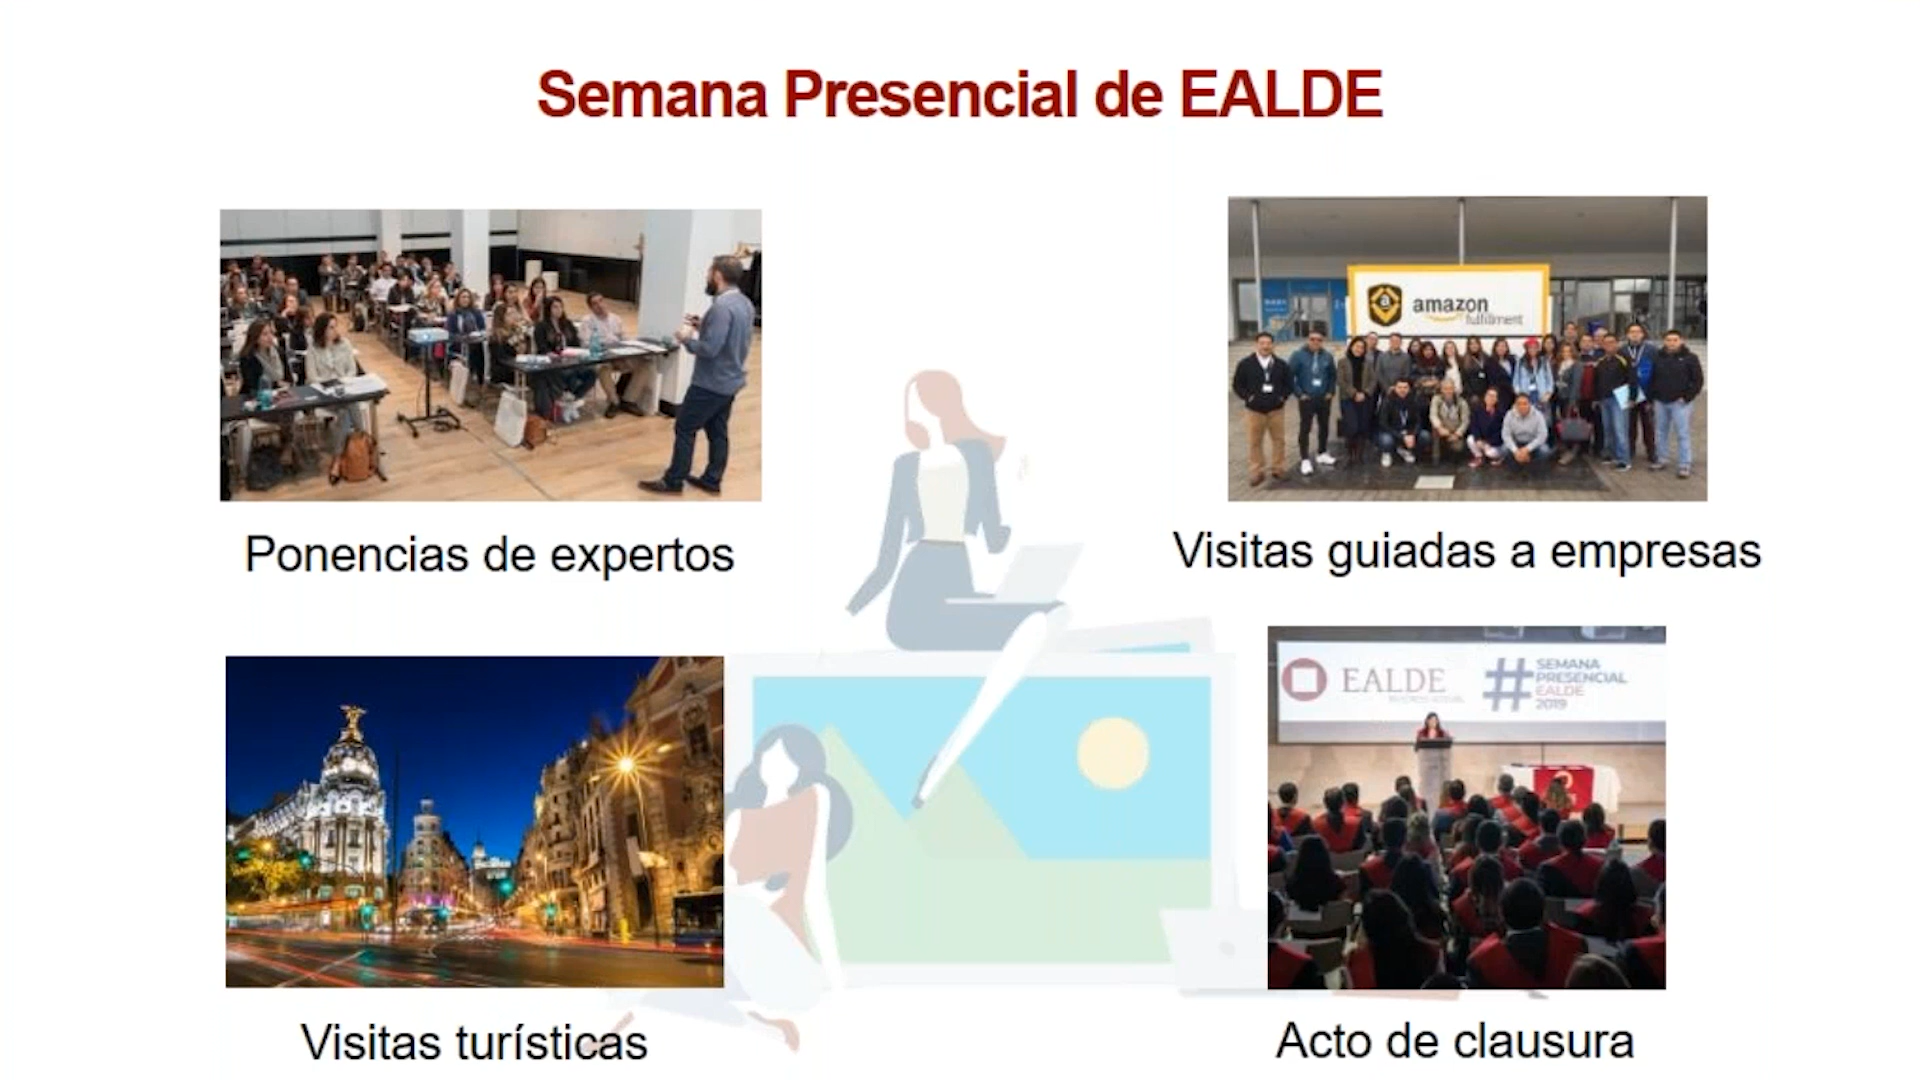 Semana Presencial de EALDE
amazon
fulfillment
Ponencias de expertos
Visitas guiadas a empresas
EALDE
#
SEMANA
PRESENCIAL
EALDE
2019
Visitas turísticas
Acto de clausura